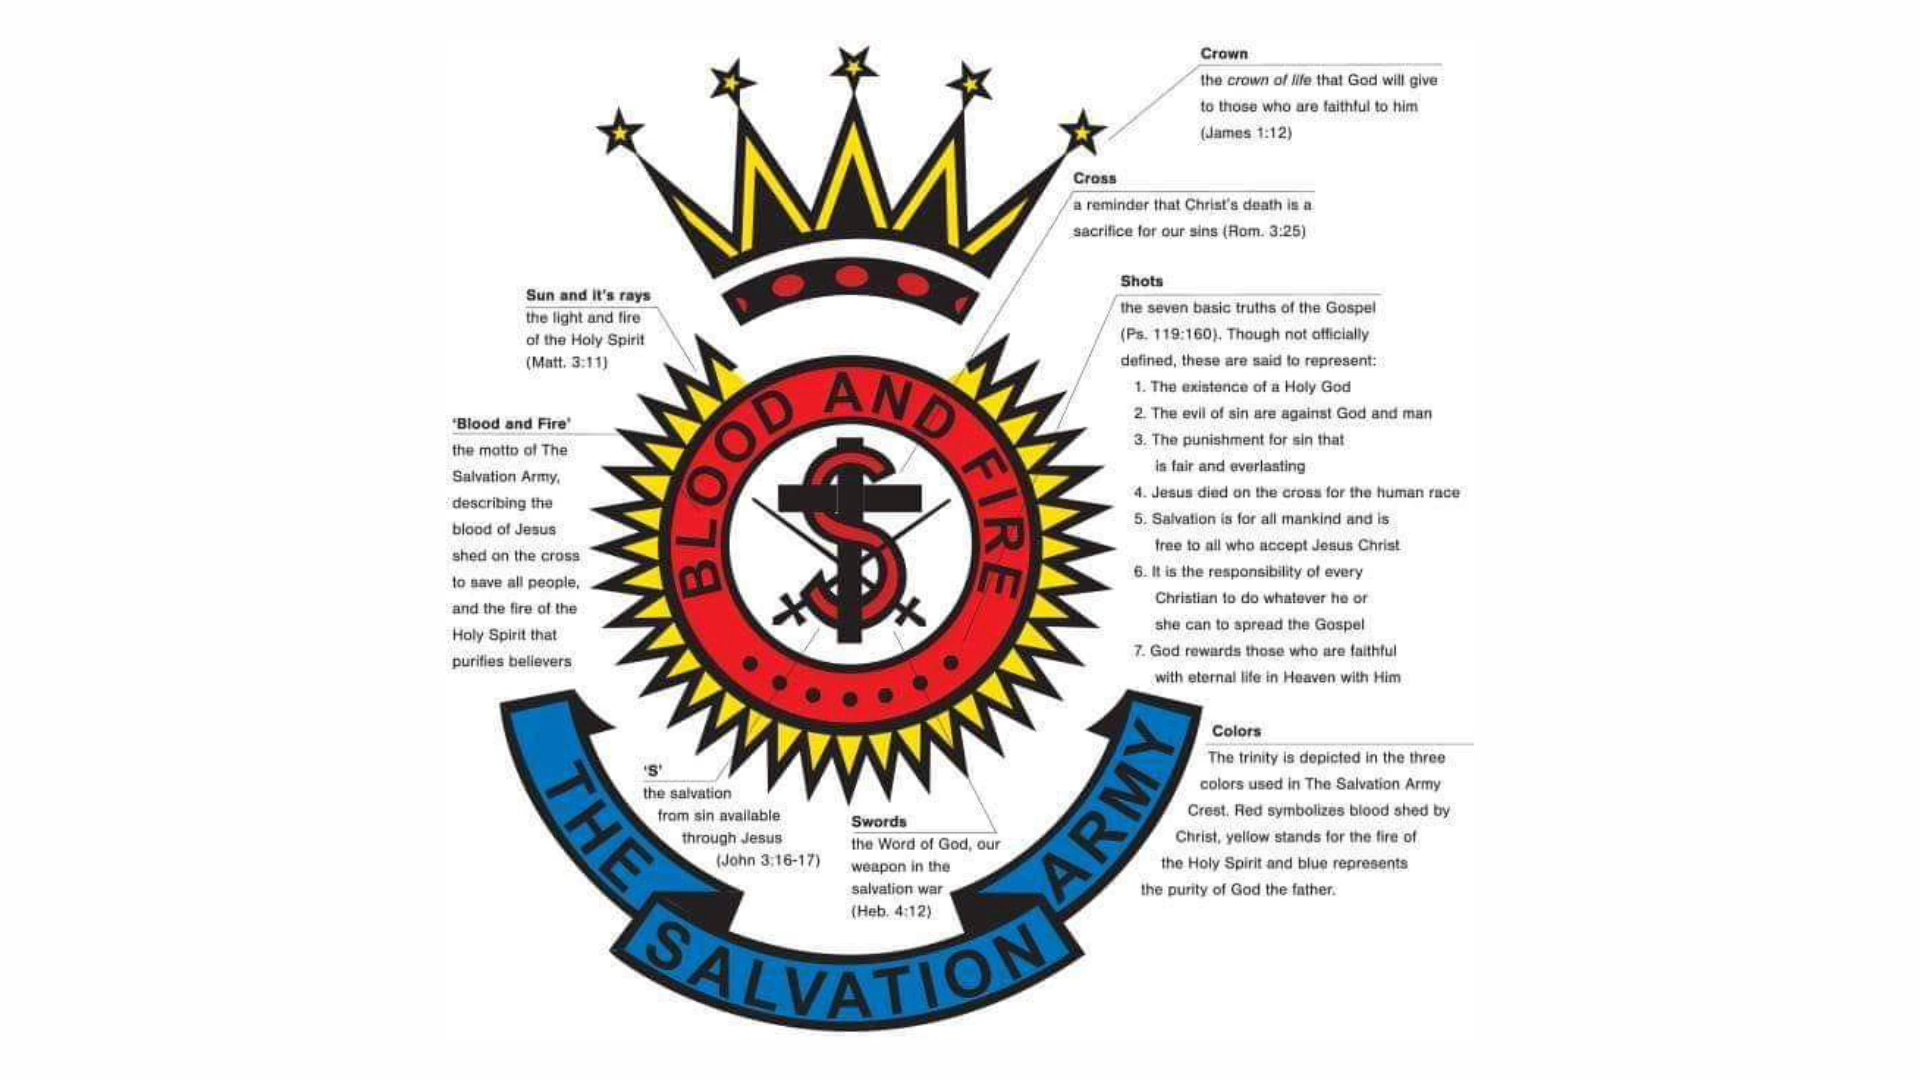 Crown
the crown of life that God will give
to those who are faithful to him
(James 1:12)
Cross
a reminder that Christ's death is a
sacrifice for our sins (Rom. 3:25)
Sun and it's rays
the light and fire
of the Holy Spirit
(Matt. 3:11)
Shots
the seven basic truths of the Gospel
(Ps. 119:160). Though not officially
defined, these are said to represent:
1. The existence of a Holy God
2. The evil of sin are against God and man
3. The punishment for sin that
is fair and everlasting
4. Jesus died on the cross for the human race
5. Salvation is for all mankind and is
free to all who accept Jesus Christ
6. It is the responsibility of every
Christian to do whatever he or
she can to spread the Gospel
7. God rewards those who are faithful
with eternal life in Heaven with Him
'Blood and Fire'
the motto of The
Salvation Army,
describing the
blood of Jesus
shed on the cross
to save all people,
and the fire of the
Holy Spirit that
purifies believers
BLOOD AND FIRE
S
'S'
the salvation
from sin available
through Jesus
(John 3:16-17)
Swords
the Word of God, our
weapon in the
salvation war
(Heb. 4:12)
Colors
The trinity is depicted in the three
colors used in The Salvation Army
Crest. Red symbolizes blood shed by
Christ, yellow stands for the fire of
the Holy Spirit and blue represents
the purity of God the father.
THE SALVATION ARMY